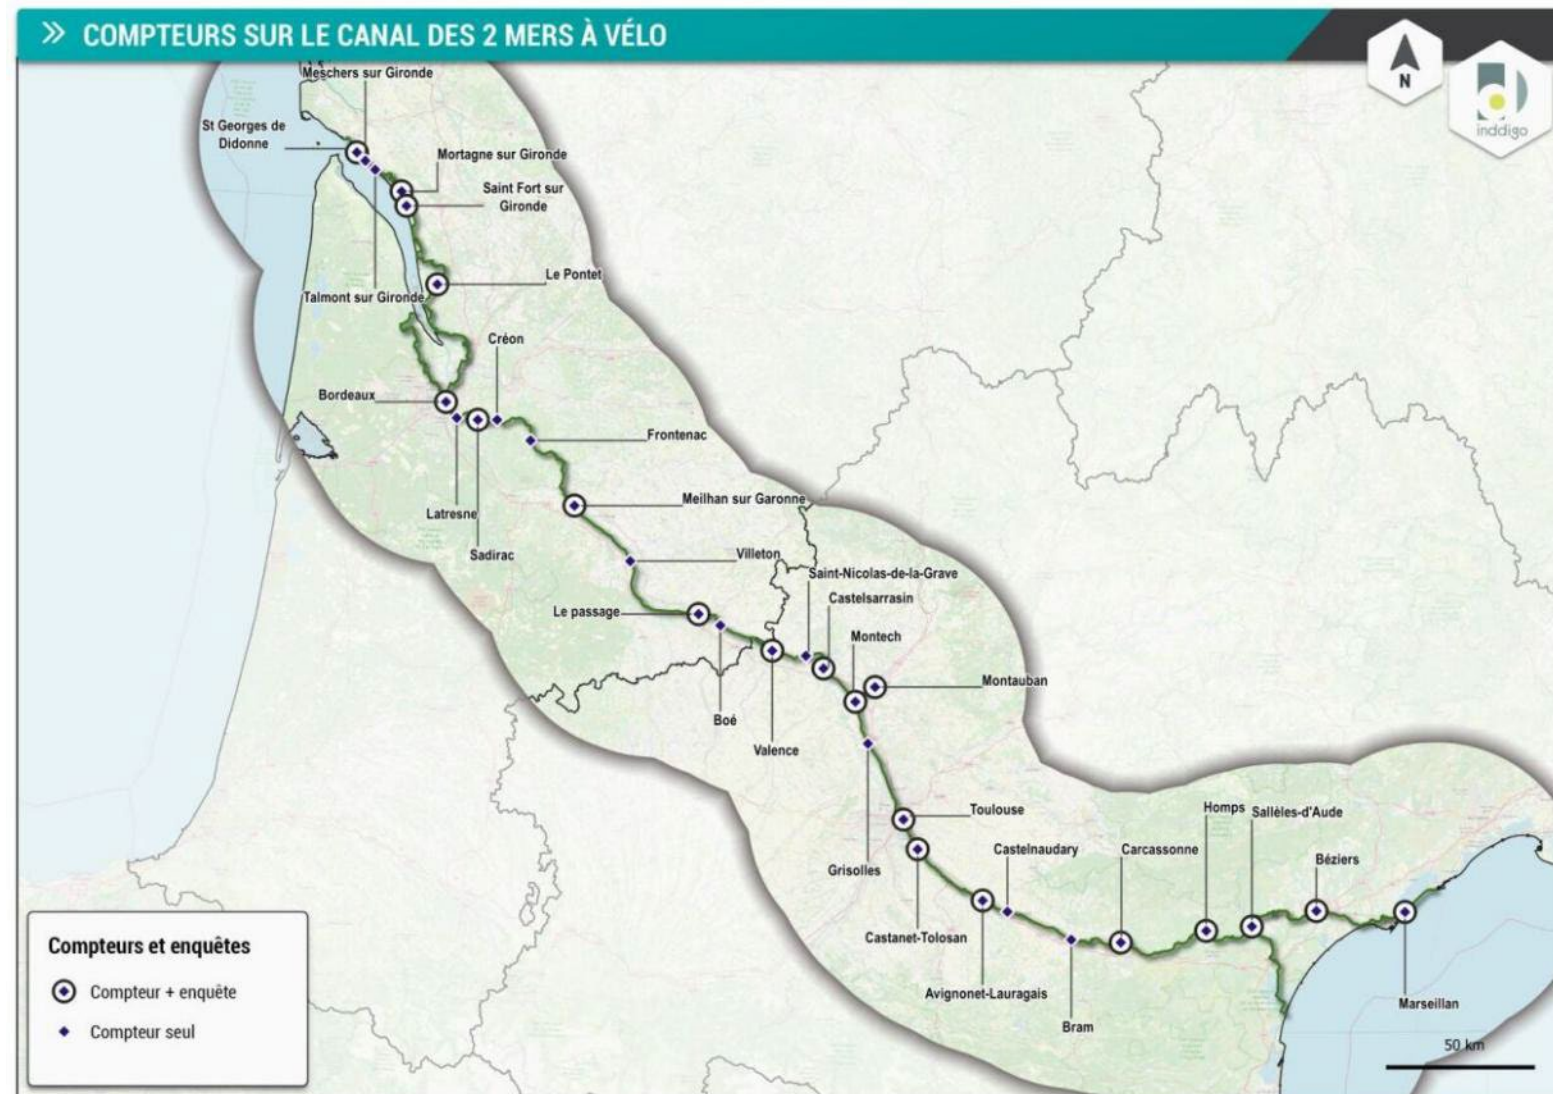 COMPTEURS SUR LE CANAL DES 2 MERS À VÉLO
N
inddigo
Meschers sur Gironde
St Georges de
Didonne
Mortagne sur Gironde
Saint Fort sur
Gironde
Le Pontet
Talmont sur Gironde
Créon
Bordeaux
Frontenac
Latresne
Meilhan sur Garonne
Sadirac
Villeton
Saint-Nicolas-de-la-Grave
Castelsarrasin
Le passage
Montech
Montauban
Boé
Valence
Toulouse
Homps
Sallèles-d'Aude
Castelnaudary
Carcassonne
Béziers
Grisolles
Castanet-Tolosan
Avignonet-Lauragais
Marseillan
Bram
Compteurs et enquêtes
Compteur + enquête
Compteur seul
50 km